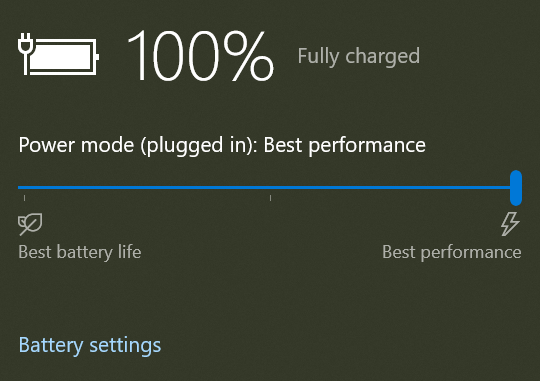 100% Fully charged
Power mode (plugged in): Best performance
Best battery life Best performance
Battery settings